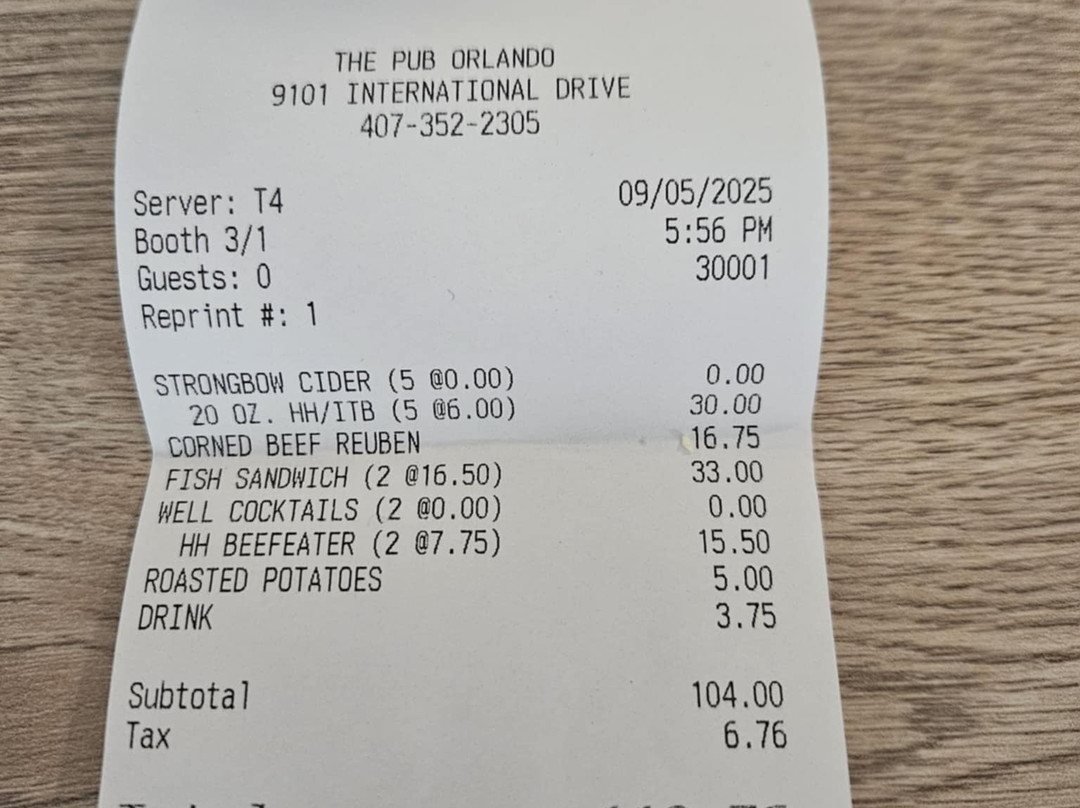 THE PUB ORLANDO
9101 INTERNATIONAL DRIVE
407-352-2305
Server: T4 09/05/2025
Booth 3/1 5:56 PM
Guests: 0 30001
Reprint #: 1
STRONGBOW CIDER (5 @0.00) 0.00
20 OZ. HH/ITB (5 @6.00) 30.00
CORNED BEEF REUBEN 16.75
FISH SANDWICH (2 @16.50) 33.00
WELL COCKTAILS (2 @0.00) 0.00
HH BEEFEATER (2 @7.75) 15.50
ROASTED POTATOES 5.00
DRINK 3.75
Subtotal 104.00
Tax 6.76